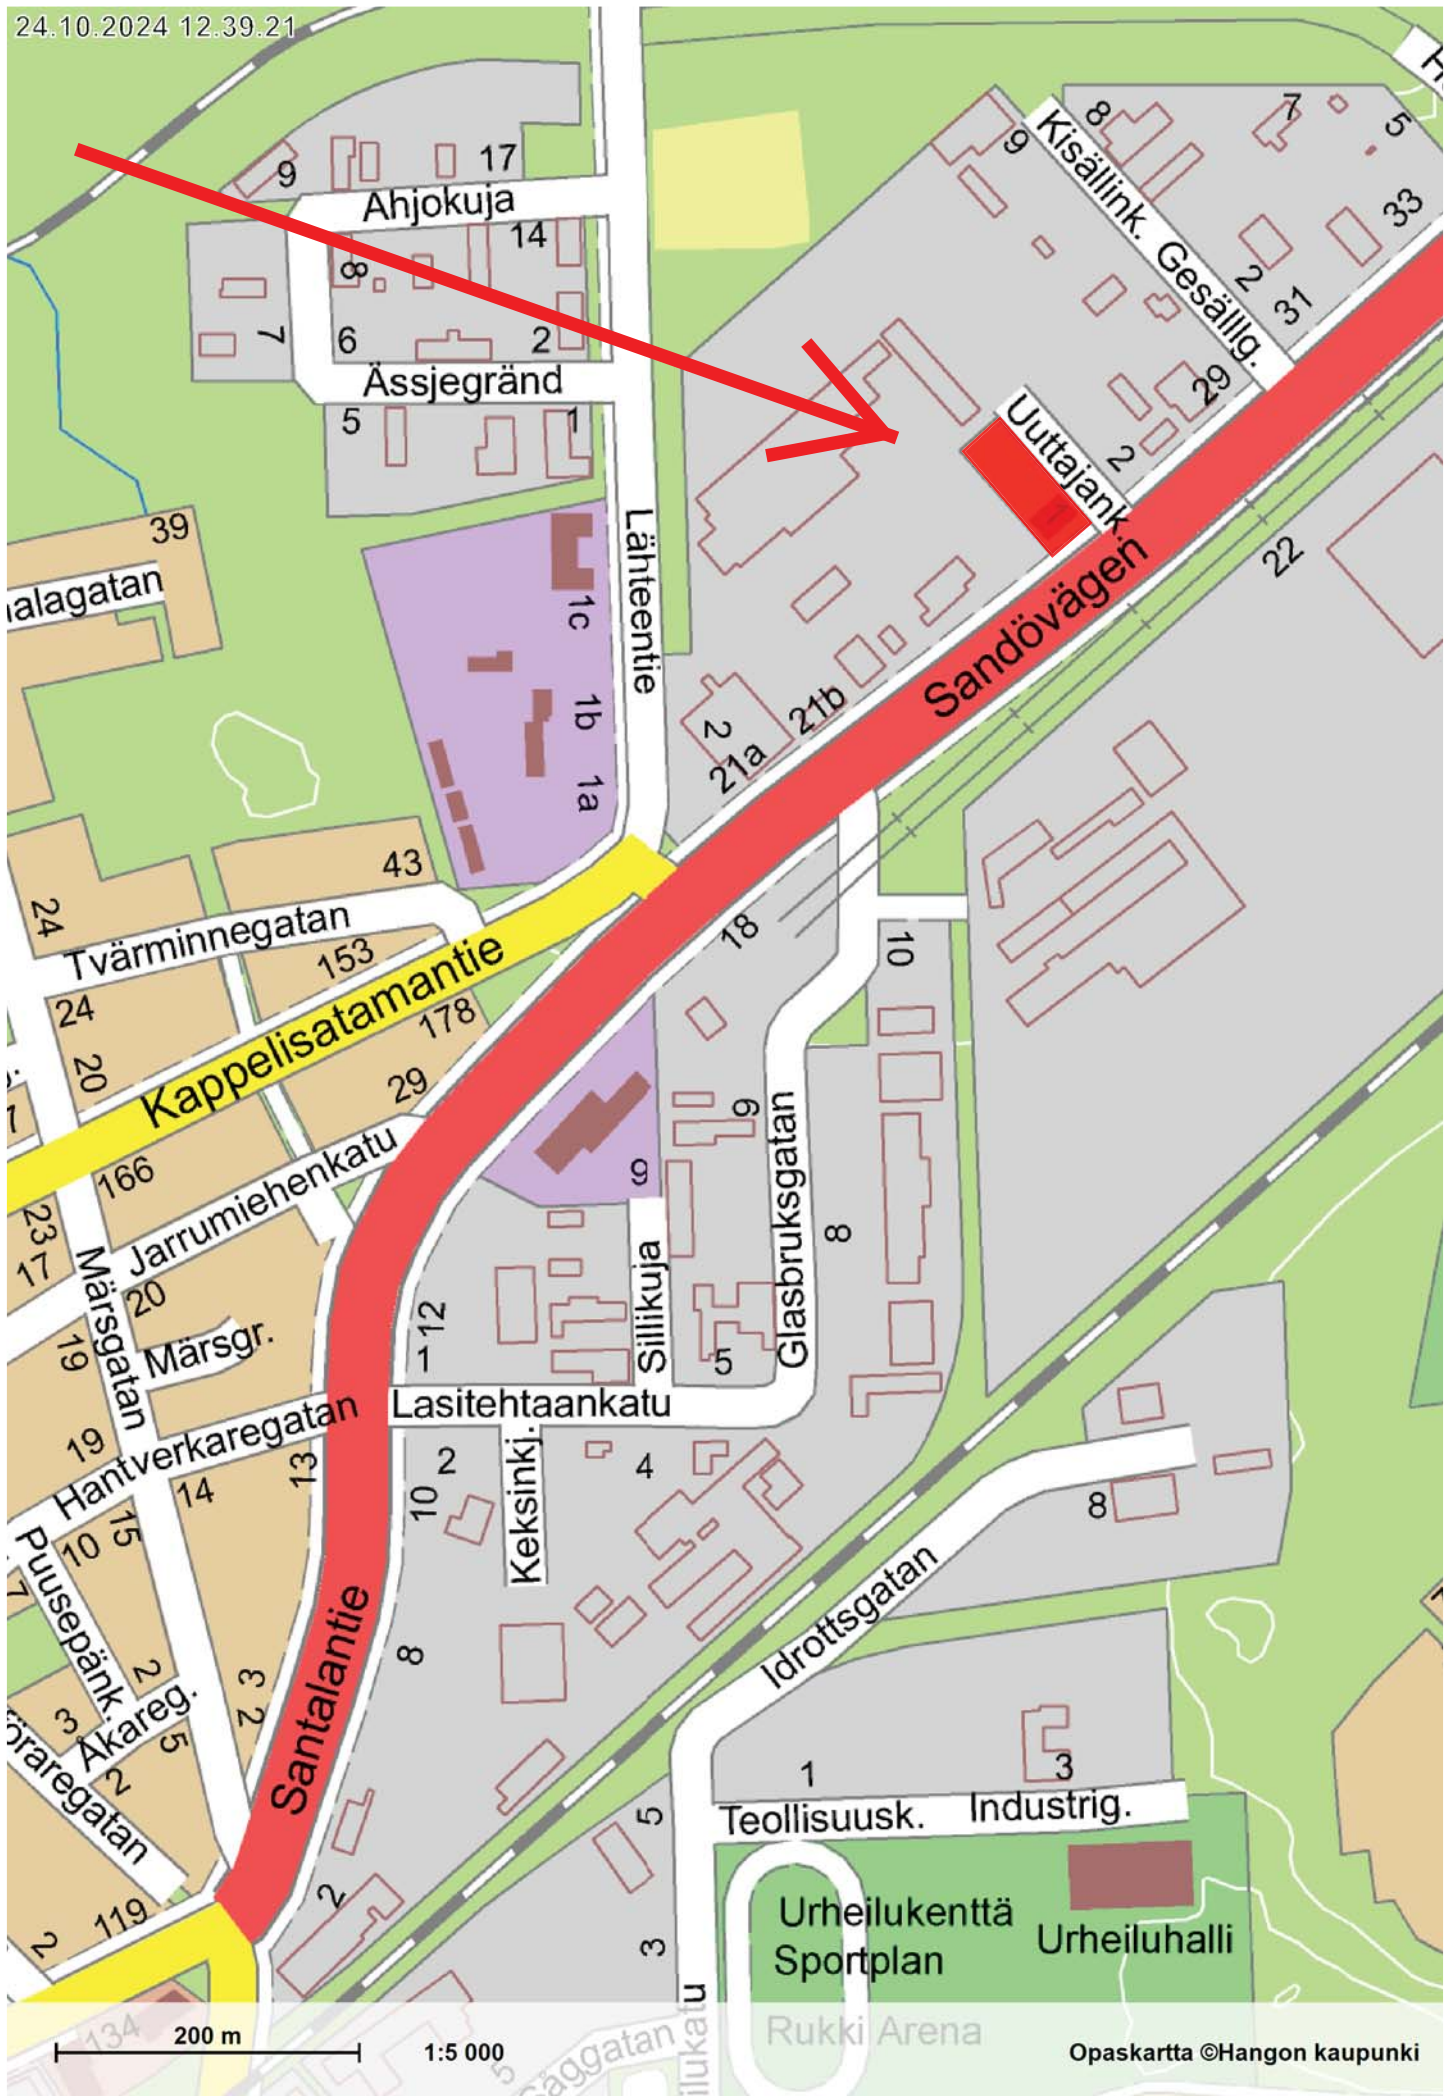 24.10.2024 12.39.21
9
17
Ahjokuja
14
8
7
6
2
Ässjegränd
5
1
9
8
7
5
Kisällink. Gesällg.
33
2
31
29
Uuttajank.
2
1
22
39
1c
Lähteentie
1b
1a
Sandövägen
2
21b
21a
43
24
Tvärminnegatan
153
24
Kappelisatamantie
178
20
29
18
10
9
166
Jarrumiehenkatu
9
Glasbruksgatan
8
23
17
Märsgatan
20
19
Märsgr.
12
1
Sillikuja
5
Hantverkaregatan
19
13
14
Lasitehtaankatu
2
10
Keksinkj.
4
10
15
7
Puusepänk.
8
8
Idrottsgatan
2
3
2
3
Åkareg.
5
2
Santalantie
1
3
Teollisuusk. Industrig.
5
2
119
2
3
Urheilukenttä
Sportplan
Urheiluhalli
Rukki Arena
134
200 m
1:5 000
5
Opaskartta ©Hangon kaupunki